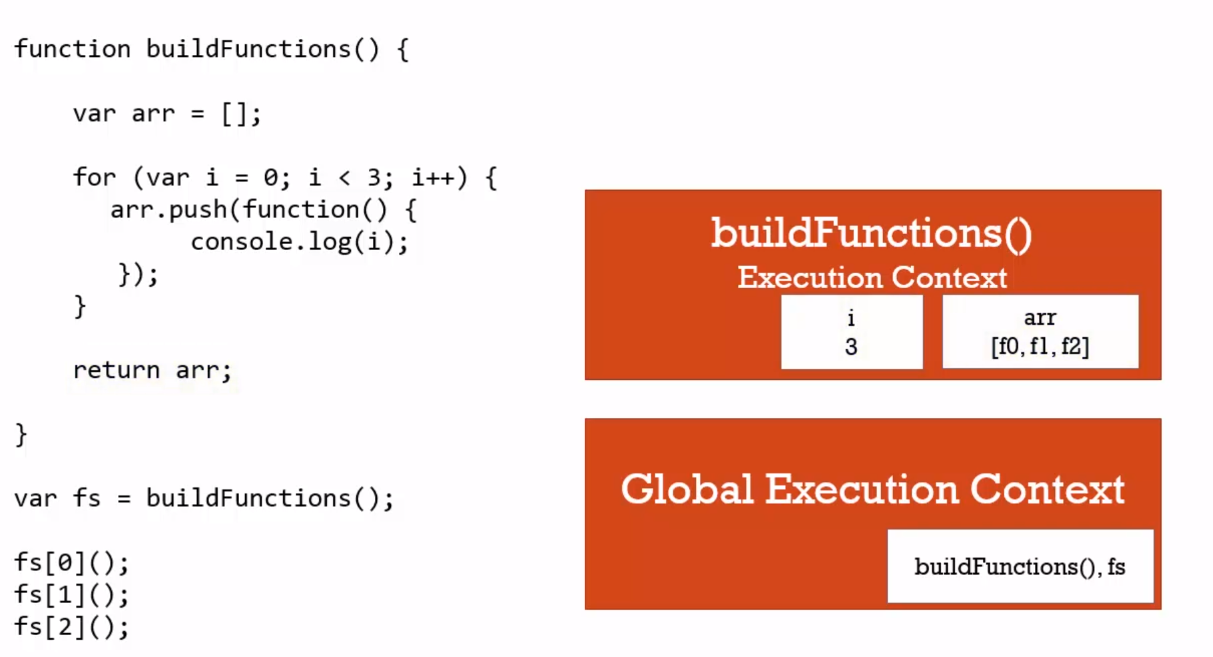 function buildFunctions() {
var arr = [];
for (var i = 0; i < 3; i++) {
arr.push(function() {
console.log(i);
});
}
return arr;
}
var fs = buildFunctions();
fs[0]();
fs[1]();
fs[2]();
buildFunctions()
Execution Context
i
3
arr
[f0, f1, f2]
Global Execution Context
buildFunctions(), fs